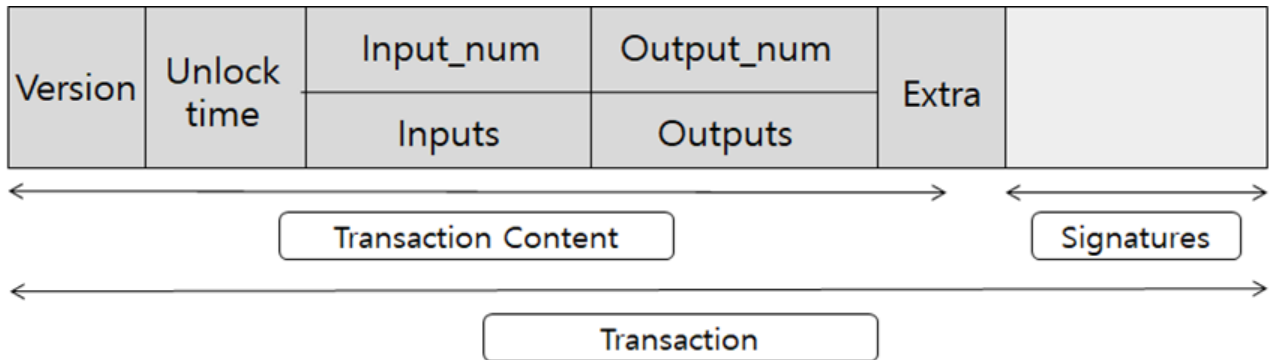 Version
Unlock
time
Input_num
Inputs
Output_num
Outputs
Extra
Transaction Content
Signatures
Transaction